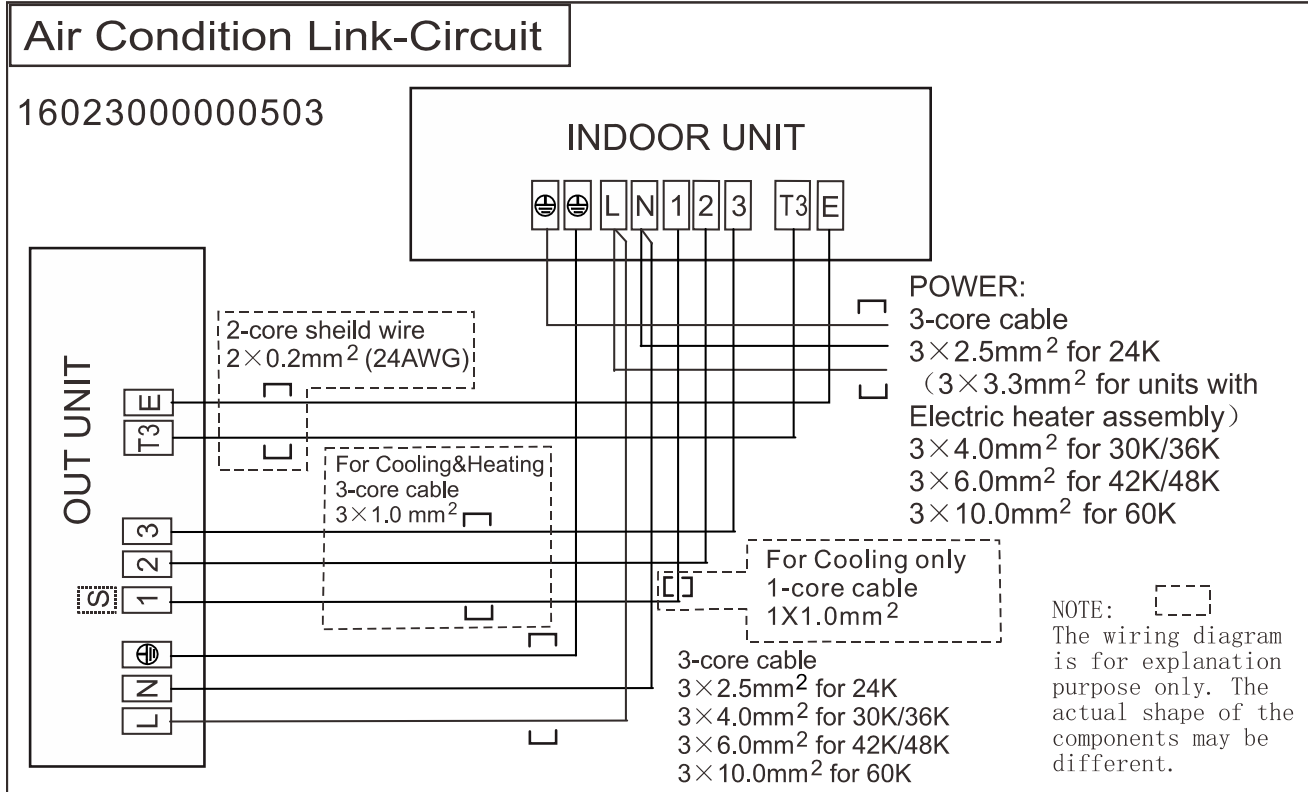 Air Condition Link-Circuit
16023000000503
INDOOR UNIT
L N 1 2 3 T3 E
OUT UNIT
E
T3
3
2
S 1
N
L
2-core sheild wire
2×0.2mm² (24AWG)
For Cooling&Heating
3-core cable
3×1.0 mm²
POWER:
3-core cable
3×2.5mm² for 24K
(3×3.3mm² for units with
Electric heater assembly)
3×4.0mm² for 30K/36K
3×6.0mm² for 42K/48K
3×10.0mm² for 60K
For Cooling only
1-core cable
1X1.0mm²
3-core cable
3×2.5mm² for 24K
3×4.0mm² for 30K/36K
3×6.0mm² for 42K/48K
3×10.0mm² for 60K
NOTE:
The wiring diagram
is for explanation
purpose only. The
actual shape of the
components may be
different.